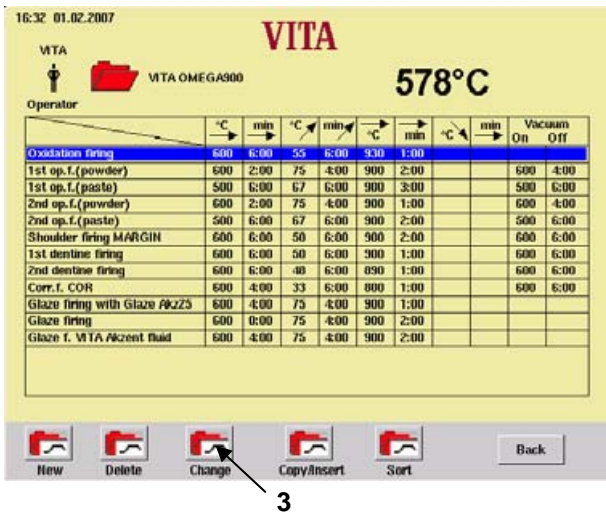 16:32 01.02.2007
VITA
VITA
VITA OMEGA900
578°C
Operator
°C min °C min °C min °C min Vacuum
On Off
Oxidation firing 600 6:00 55 6:00 930 1:00
1st op.f.(powder) 600 2:00 75 4:00 900 2:00 600 4:00
1st op.f.(paste) 500 6:00 67 6:00 900 3:00 500 6:00
2nd op.f.(powder) 600 2:00 75 4:00 900 1:00 600 4:00
2nd op.f.(paste) 500 6:00 67 6:00 900 2:00 500 6:00
Shoulder firing MARGIN 600 6:00 50 6:00 900 2:00 600 6:00
1st dentine firing 600 6:00 50 6:00 900 1:00 600 6:00
2nd dentine firing 600 6:00 48 6:00 890 1:00 600 6:00
Corr.f. COR 600 4:00 33 6:00 800 1:00 600 6:00
Glaze firing with Glaze Akz25 600 4:00 75 4:00 900 1:00
Glaze firing 600 0:00 75 4:00 900 2:00
Glaze f. VITA Akzent fluid 600 4:00 75 4:00 900 2:00
New Delete Change Copy/Insert Sort Back
3